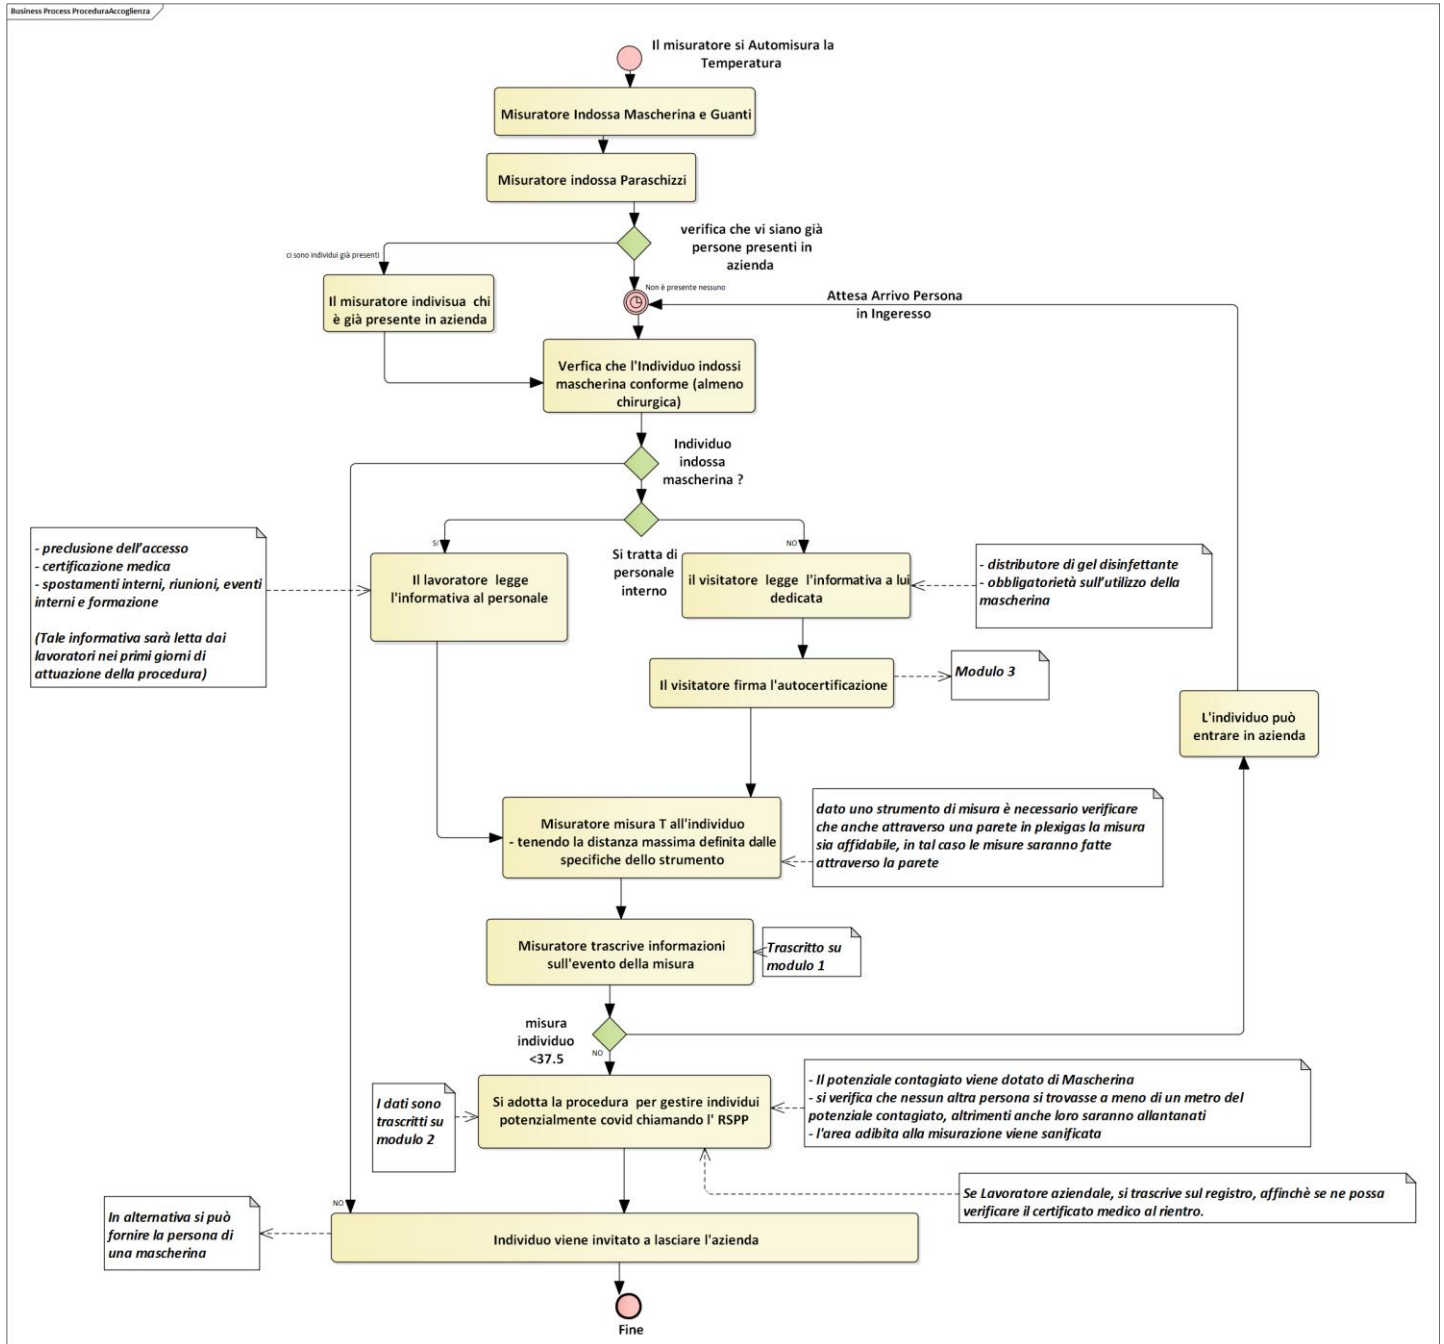 Business Process ProceduraAccoglienza
Il misuratore si Automisura la
Temperatura
Misuratore Indossa Mascherina e Guanti
Misuratore indossa Paraschizzi
verifica che vi siano già
persone presenti in
azienda
ci sono individui già presenti
Il misuratore indivisua chi
è già presente in azienda
Non è presente nessuno
Attesa Arrivo Persona
in Ingeresso
Verfica che l'Individuo indossi
mascherina conforme (almeno
chirurgica)
Individuo
indossa
mascherina ?
- preclusione dell'accesso
- certificazione medica
- spostamenti interni, riunioni, eventi
interni e formazione
(Tale informativa sarà letta dai
lavoratori nei primi giorni di
attuazione della procedura)
SI
Il lavoratore legge
l'informativa al personale
Si tratta di
personale
interno
NO
il visitatore legge l'informativa a lui
dedicata
- distributore di gel disinfettante
- obbligatorietà sull'utilizzo della
mascherina
Il visitatore firma l'autocertificazione
Modulo 3
L'individuo può
entrare in azienda
Misuratore misura T all'individuo
- tenendo la distanza massima definita dalle
specifiche dello strumento
dato uno strumento di misura è necessario verificare
che anche attraverso una parete in plexigas la misura
sia affidabile, in tal caso le misure saranno fatte
attraverso la parete
Misuratore trascrive informazioni
sull'evento della misura
Trascritto su
modulo 1
misura
individuo
<37.5
NO
I dati sono
trascitti su
modulo 2
Si adotta la procedura per gestire individui
potenzialmente covid chiamando l' RSPP
- Il potenziale contagiato viene dotato di Mascherina
- si verifica che nessun altra persona si trovasse a meno di un metro del
potenziale contagiato, altrimenti anche loro saranno allantanati
- l'area adibita alla misurazione viene sanificata
Se Lavoratore aziendale, si trascrive sul registro, affinchè se ne possa
verificare il certificato medico al rientro.
NO
In alternativa si può
fornire la persona di
una mascherina
Individuo viene invitato a lasciare l'azienda
Fine